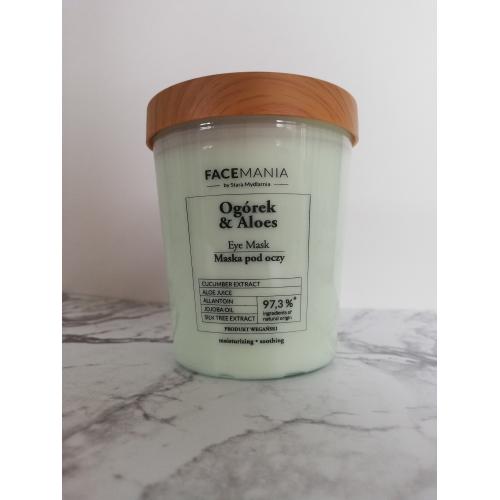 FACEMANIA
by Stara Mydlarnia
Ogórek
& Aloes
Eye Mask
Maska pod oczy
CUCUMBER EXTRACT
ALOE JUICE
ALLANTOIN
JOJOBA OIL
SILK TREE EXTRACT
97,3 %*
ingredients of
natural origin
PRODUKT WEGAŃSKI
moisturizing • soothing